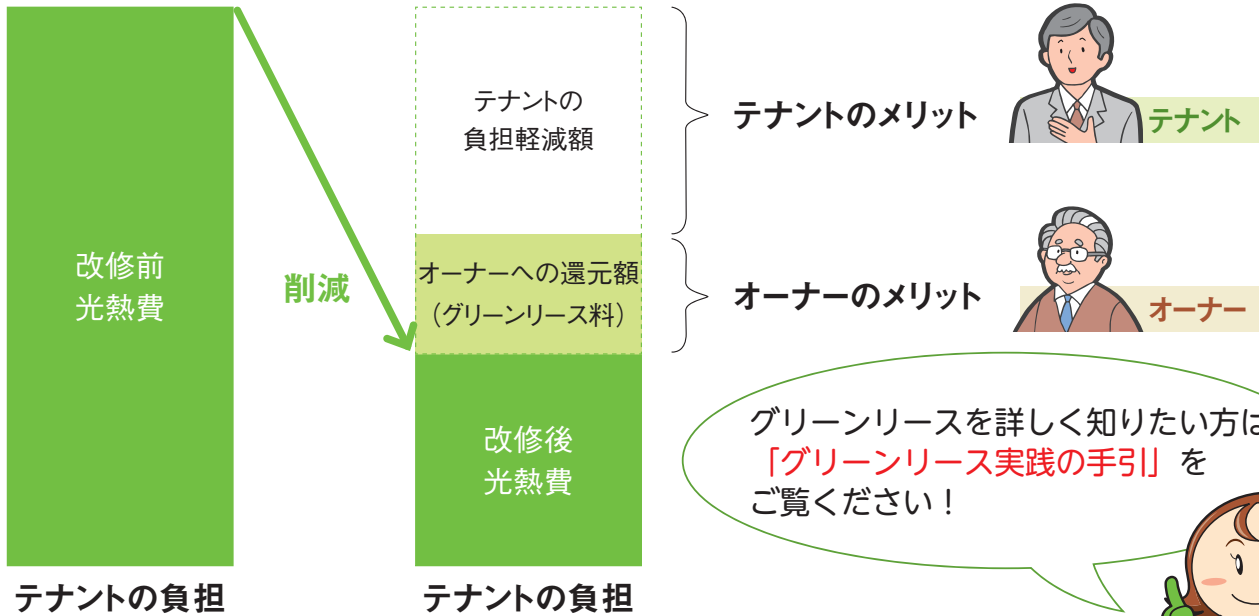 改修前
光熱費
テナントの負担
削減
テナントの
負担軽減額
オーナーへの還元額
（グリーンリース料）
改修後
光熱費
テナントの負担
テナントのメリット
テナント
オーナーのメリット
オーナー
グリーンリースを詳しく知りたい方は
「グリーンリース実践の手引」を
ご覧ください！